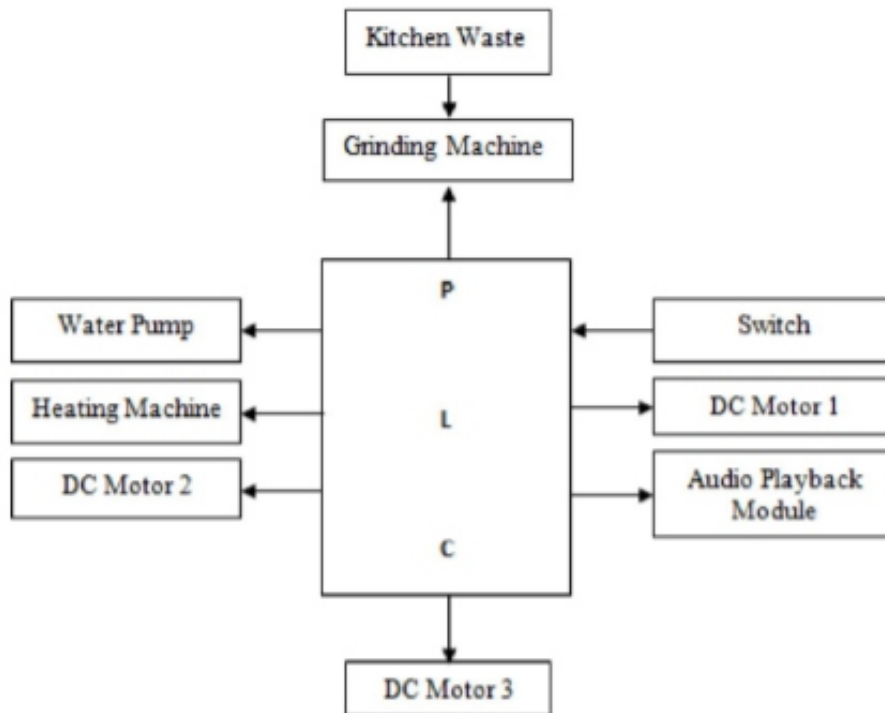 Kitchen Waste
Grinding Machine
P
Water Pump
Switch
Heating Machine
L
DC Motor 1
DC Motor 2
Audio Playback
Module
C
DC Motor 3